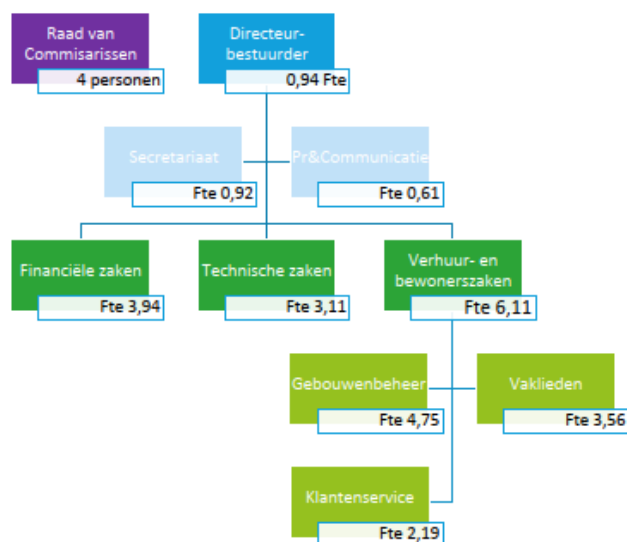 Raad van
Commisarissen
4 personen
Directeur-
bestuurder
0,94 Fte
Secretariaat
Fte 0,92
Pr&Communicatie
Fte 0,61
Financiële zaken
Fte 3,94
Technische zaken
Fte 3,11
Verhuur- en
bewonerszaken
Fte 6,11
Gebouwenbeheer
Fte 4,75
Vaklieden
Fte 3,56
Klantenservice
Fte 2,19